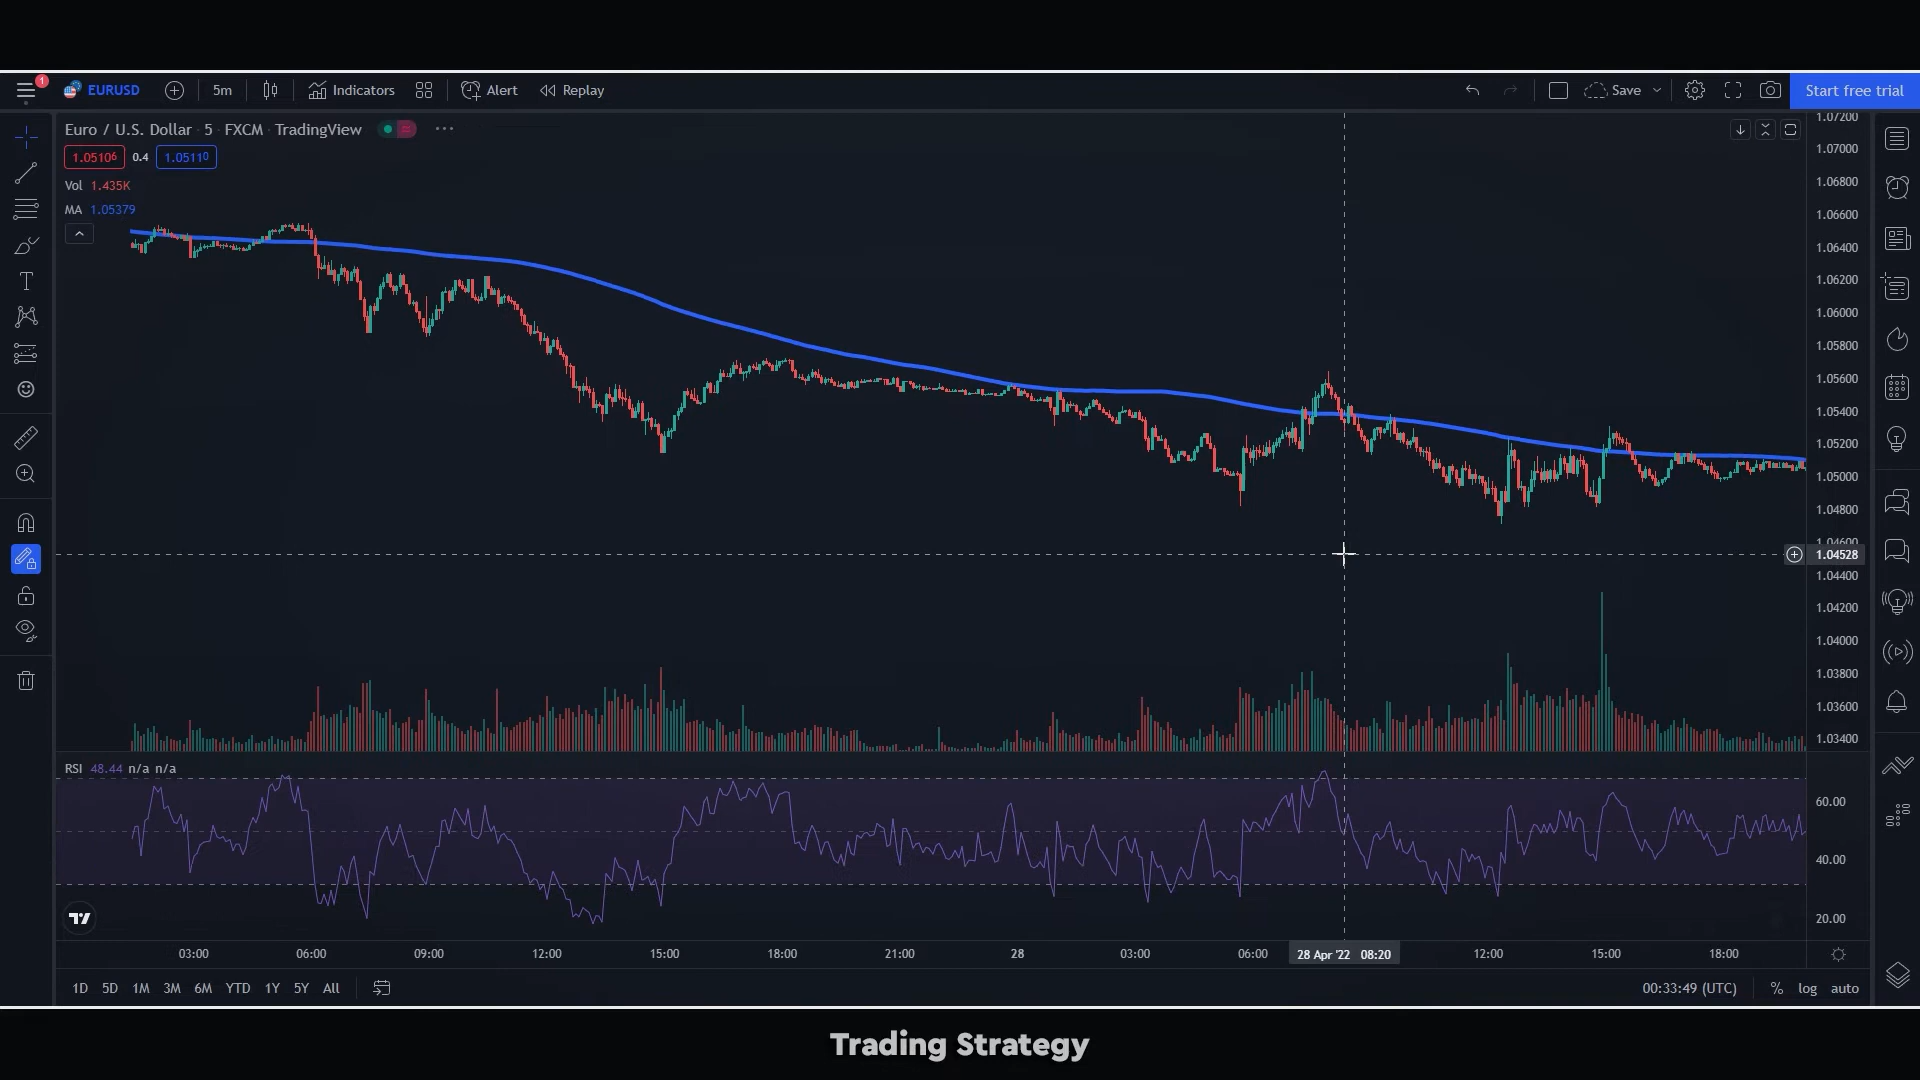 1
EURUSD
5m
Indicators
Alert
Replay
Save
Start free trial
Euro / U.S. Dollar · 5 · FXCM · TradingView
1.05106 0.4 1.05110
Vol 1.435K
MA 1.05379
1.07200
1.07000
1.06800
1.06600
1.06400
1.06200
1.06000
1.05800
1.05600
1.05400
1.05200
1.05000
1.04800
1.04600
1.04528
1.04400
1.04200
1.04000
1.03800
1.03600
1.03400
RSI 48.44 n/a n/a
60.00
40.00
20.00
03:00 06:00 09:00 12:00 15:00 18:00 21:00 28 03:00 06:00 28 Apr '22 08:20 12:00 15:00 18:00
1D 5D 1M 3M 6M YTD 1Y 5Y All
00:33:49 (UTC)
%
log
auto
Trading Strategy